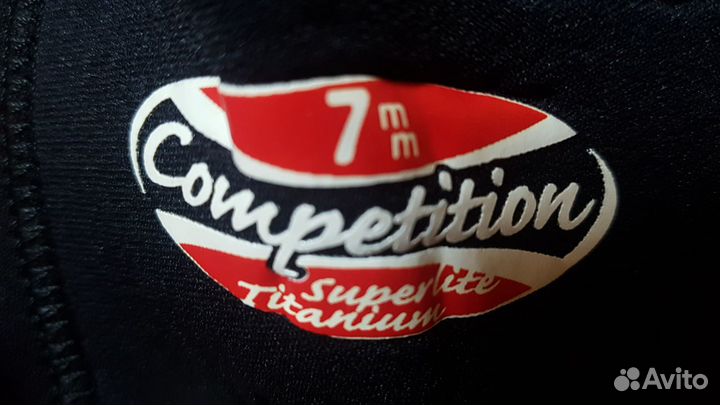 7mm
Competition
Superlite
Titanium
Avito